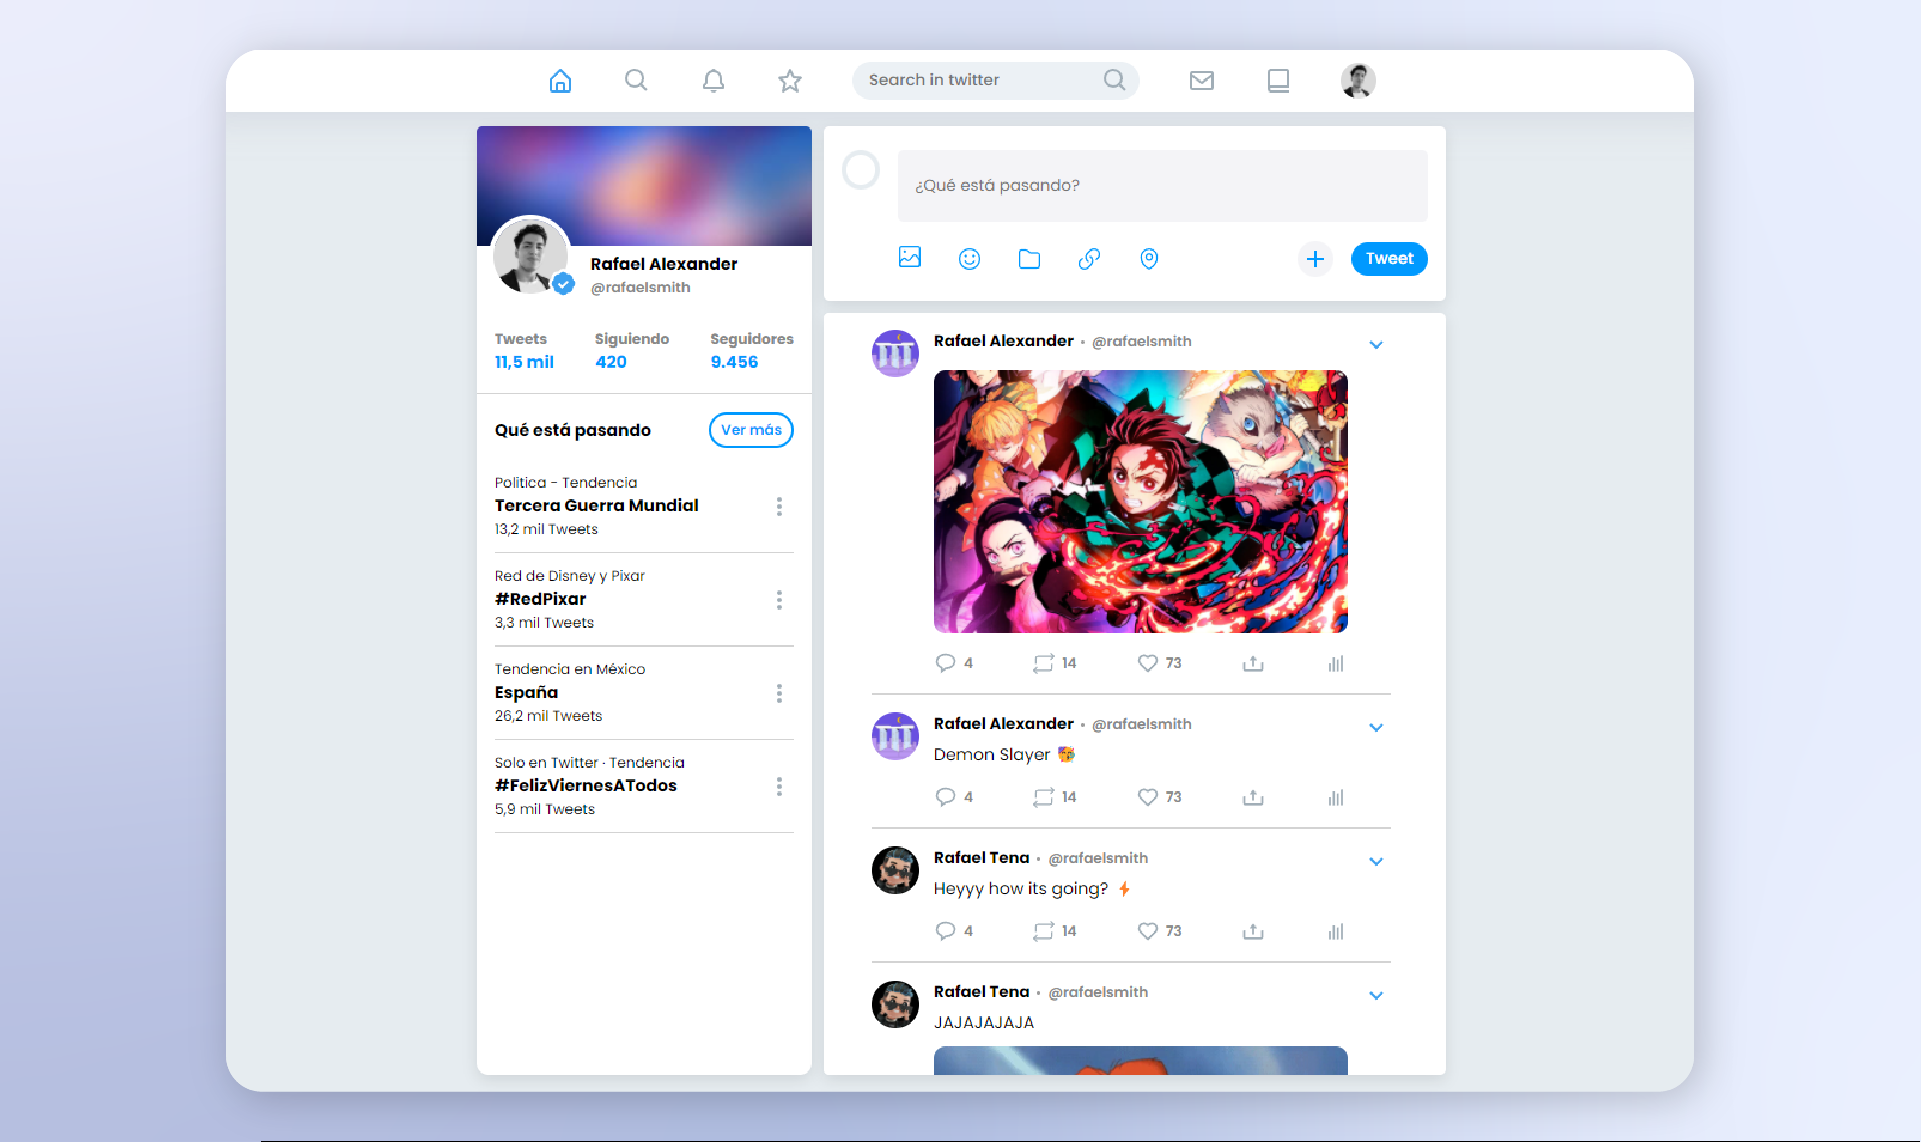 Search in twitter
Rafael Alexander
@rafaelsmith
Tweets Siguiendo Seguidores
11,5 mil 420 9.456
Qué está pasando Ver más
Politica - Tendencia
Tercera Guerra Mundial
13,2 mil Tweets
Red de Disney y Pixar
#RedPixar
3,3 mil Tweets
Tendencia en México
España
26,2 mil Tweets
Solo en Twitter · Tendencia
#FelizViernesATodos
5,9 mil Tweets
¿Qué está pasando?
Tweet
Rafael Alexander · @rafaelsmith
4 14 73
Rafael Alexander · @rafaelsmith
Demon Slayer
4 14 73
Rafael Tena · @rafaelsmith
Heyyy how its going? ⚡
4 14 73
Rafael Tena · @rafaelsmith
JAJAJAJAJA